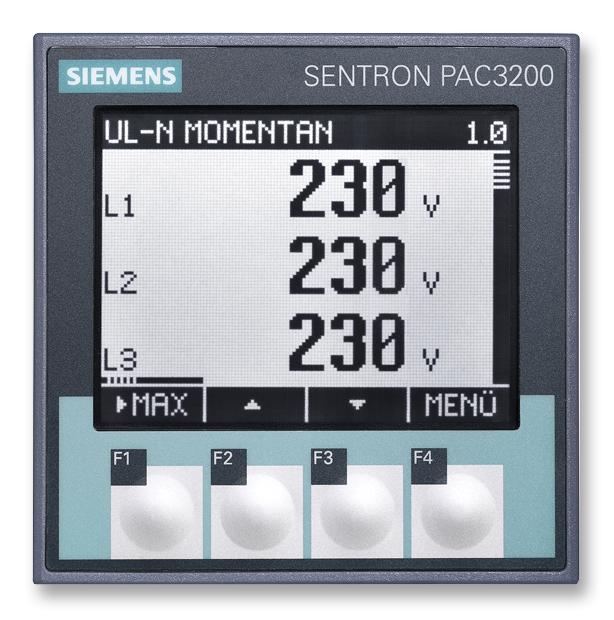 SIEMENS SENTRON PAC3200
UL-N MOMENTAN 1.0
L1 230 V
L2 230 V
L3 230 V
MAX MENÜ
F1 F2 F3 F4